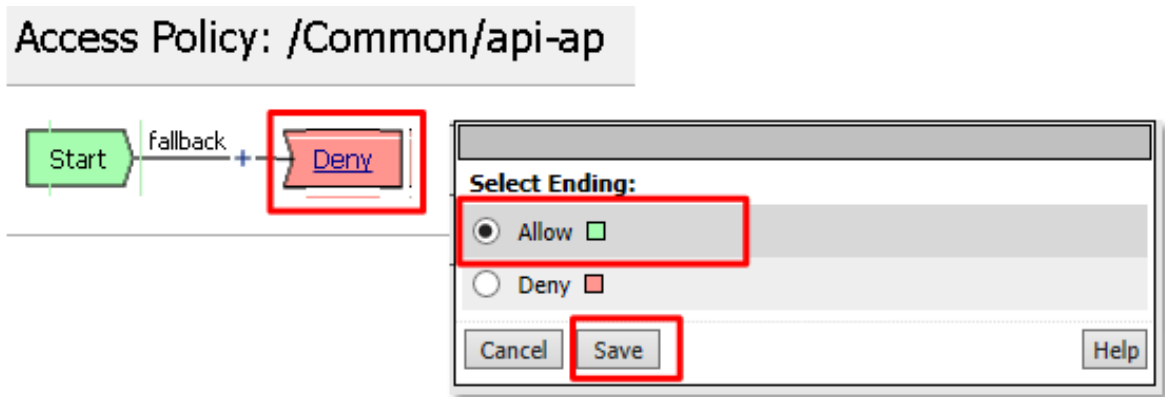 Access Policy: /Common/api-ap
Start
fallback
+
Deny
Select Ending:
Allow
Deny
Cancel Save Help